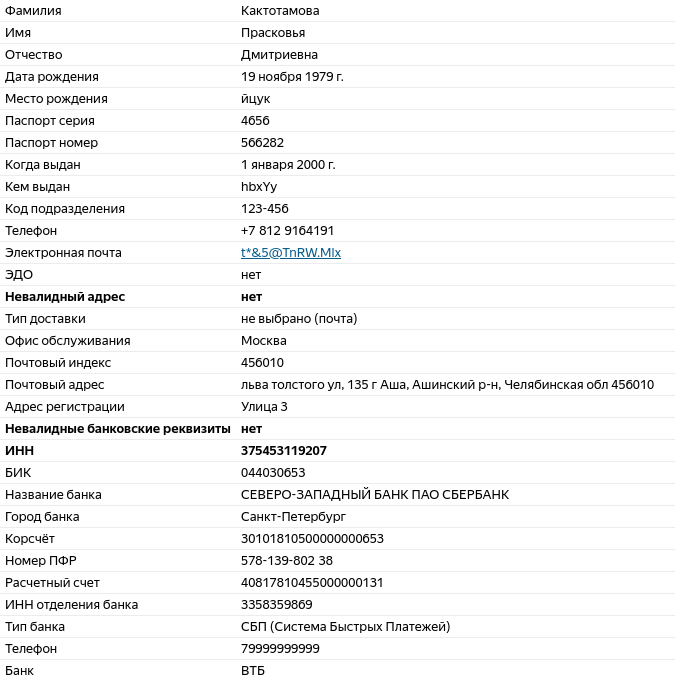 Фамилия Кактотамова
Имя Прасковья
Отчество Дмитриевна
Дата рождения 19 ноября 1979 г.
Место рождения йцук
Паспорт серия 4656
Паспорт номер 566282
Когда выдан 1 января 2000 г.
Кем выдан hbxYy
Код подразделения 123-456
Телефон +7 812 9164191
Электронная почта t*&5@TnRW.MIx
ЭДО нет
Невалидный адрес нет
Тип доставки не выбрано (почта)
Офис обслуживания Москва
Почтовый индекс 456010
Почтовый адрес льва толстого ул, 135 г Аша, Ашинский р-н, Челябинская обл 456010
Адрес регистрации Улица 3
Невалидные банковские реквизиты нет
ИНН 375453119207
БИК 044030653
Название банка СЕВЕРО-ЗАПАДНЫЙ БАНК ПАО СБЕРБАНК
Город банка Санкт-Петербург
Корсчёт 30101810500000000653
Номер ПФР 578-139-802 38
Расчетный счет 40817810455000000131
ИНН отделения банка 3358359869
Тип банка СБП (Система Быстрых Платежей)
Телефон 79999999999
Банк ВТБ